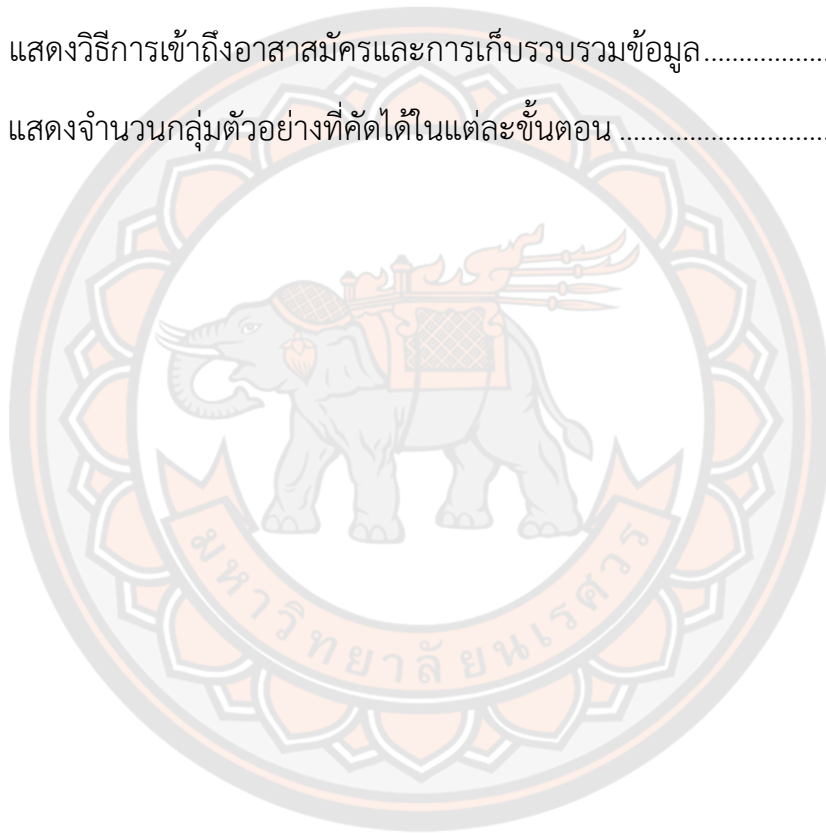 แสดงวิธีการเข้าถึงอาสาสมัครและการเก็บรวบรวมข้อมูล..................
แสดงจำนวนกลุ่มตัวอย่างที่คัดได้ในแต่ละขั้นตอน ..............................
มหาวิทยาลัยนเรศวร